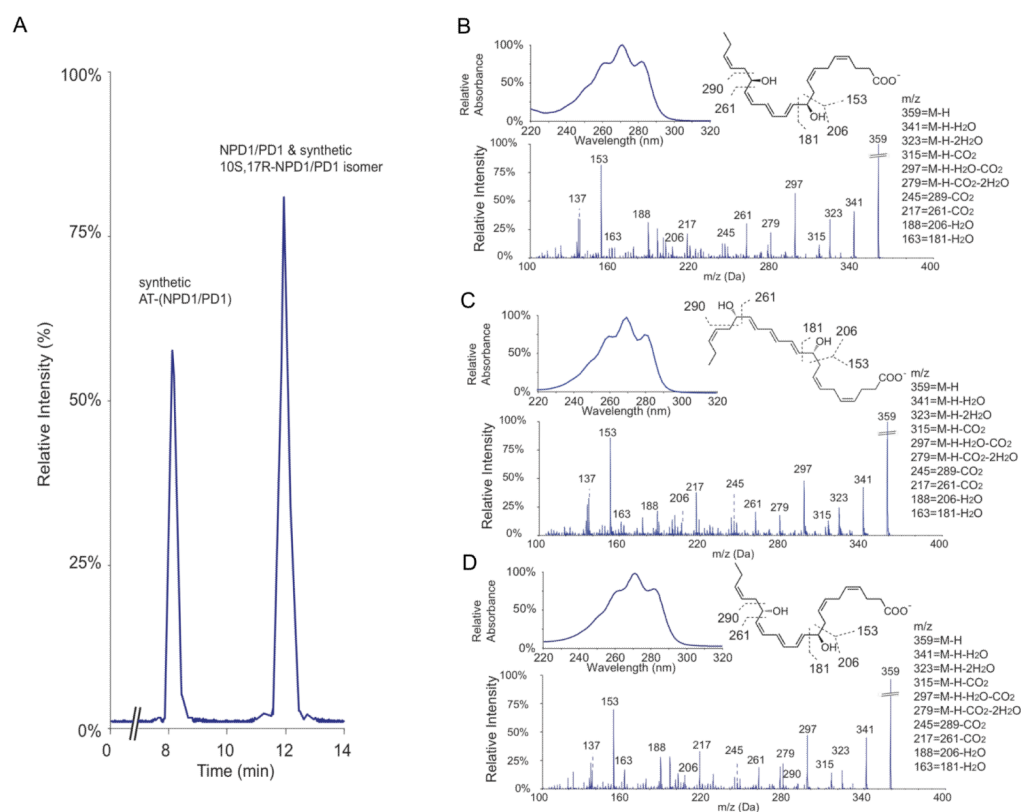 A
100%
75%
50%
25%
0%
Relative Intensity (%)
0
8
10
12
14
Time (min)
NPD1/PD1 & synthetic
10S,17R-NPD1/PD1 isomer
synthetic
AT-(NPD1/PD1)
B
100%
50%
0%
Relative
Absorbance
220 240 260 280 300 320
Wavelength (nm)
290
261
OH
OH
181
206
153
COO-
m/z
359=M-H
341=M-H-H2O
323=M-H-2H2O
315=M-H-CO2
297=M-H-H2O-CO2
279=M-H-CO2-2H2O
245=289-CO2
217=261-CO2
188=206-H2O
163=181-H2O
100%
75%
50%
25%
0%
Relative Intensity
137
153
163
188
206
217
245
261
279
297
315
323
341
359
100 160 220 280 340 400
m/z (Da)
C
100%
50%
0%
Relative
Absorbance
220 240 260 280 300 320
Wavelength (nm)
290
HO
261
181
206
OH
153
COO-
m/z
359=M-H
341=M-H-H2O
323=M-H-2H2O
315=M-H-CO2
297=M-H-H2O-CO2
279=M-H-CO2-2H2O
245=289-CO2
217=261-CO2
188=206-H2O
163=181-H2O
100%
75%
50%
25%
0%
Relative Intensity
137
153
163
188
206
217
245
261
279
297
315
323
341
359
100 160 220 280 340 400
m/z (Da)
D
100%
50%
0%
Relative
Absorbance
220 240 260 280 300 320
Wavelength (nm)
290
261
OH
OH
181
206
153
COO-
m/z
359=M-H
341=M-H-H2O
323=M-H-2H2O
315=M-H-CO2
297=M-H-H2O-CO2
279=M-H-CO2-2H2O
245=289-CO2
217=261-CO2
188=206-H2O
163=181-H2O
100%
75%
50%
25%
0%
Relative Intensity
137
153
163
188
206
217
245
261
279
290
297
315
323
341
359
100 160 220 280 340 400
m/z (Da)